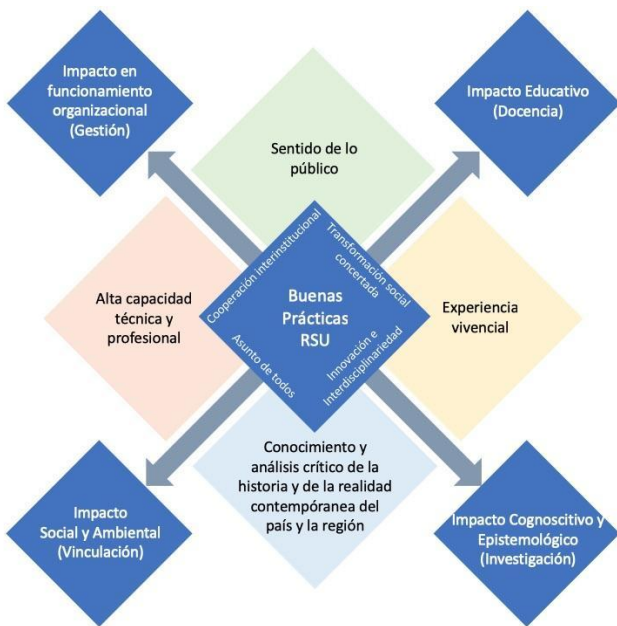 Impacto en
funcionamiento
organizacional
(Gestión)
Impacto Educativo
(Docencia)
Sentido de lo
público
Alta capacidad
técnica y
profesional
Cooperación interinstitucional
Transformación social
concertada
Buenas
Prácticas
RSU
Asunto de todos
Innovación e
Interdisciplinariedad
Experiencia
vivencial
Conocimiento y
análisis crítico de la
historia y de la realidad
contemporánea del
país y la región
Impacto
Social y Ambiental
(Vinculación)
Impacto Cognoscitivo y
Epistemológico
(Investigación)